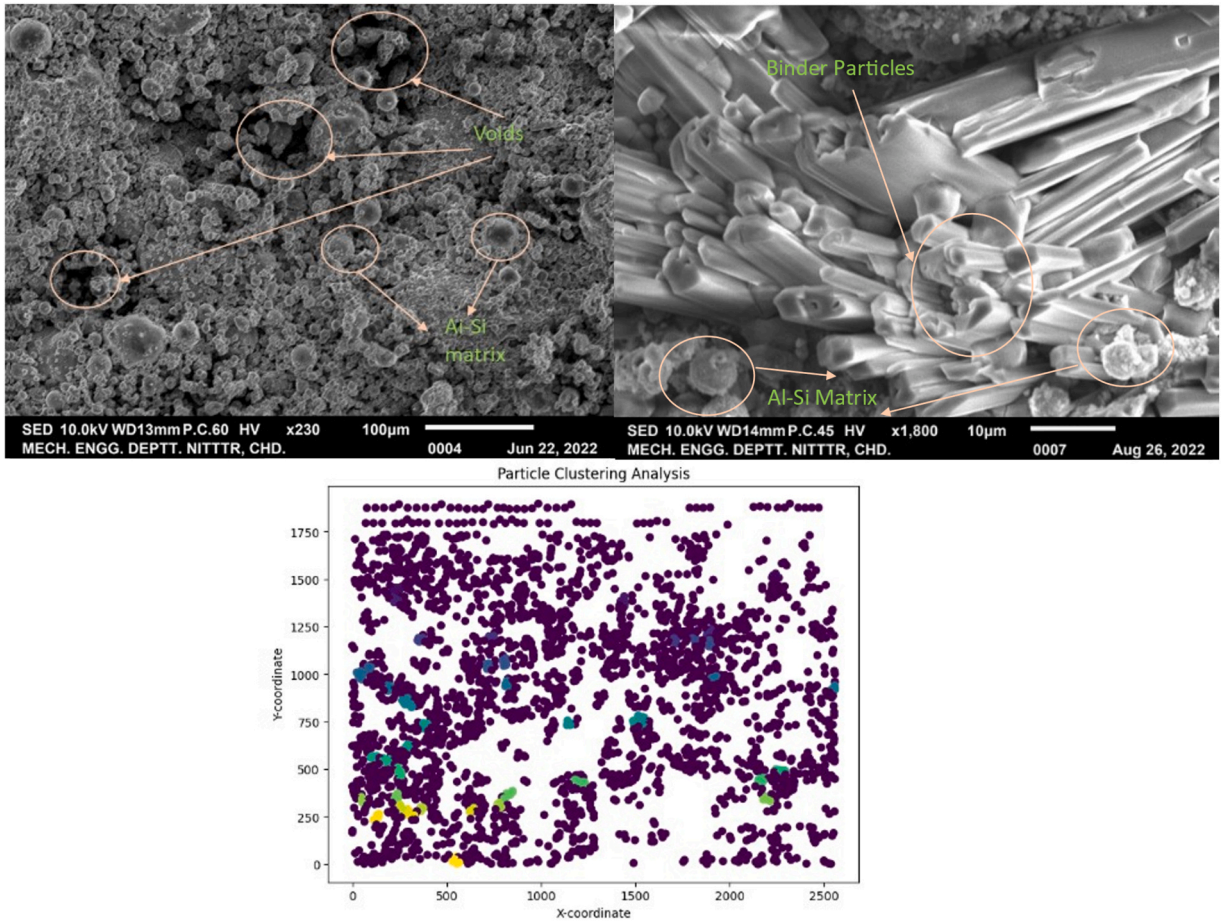 Voids
Al-Si
matrix
SED 10.0kV WD13mm P.C.60 HV x230 100µm
MECH. ENGG. DEPTT. NITTTR, CHD. 0004 Jun 22, 2022
Binder Particles
Al-Si Matrix
SED 10.0kV WD14mm P.C.45 HV x1,800 10µm
MECH. ENGG. DEPTT. NITTTR, CHD. 0007 Aug 26, 2022
Particle Clustering Analysis
Y-coordinate
1750
1500
1250
1000
750
500
250
0
0 500 1000 1500 2000 2500
X-coordinate